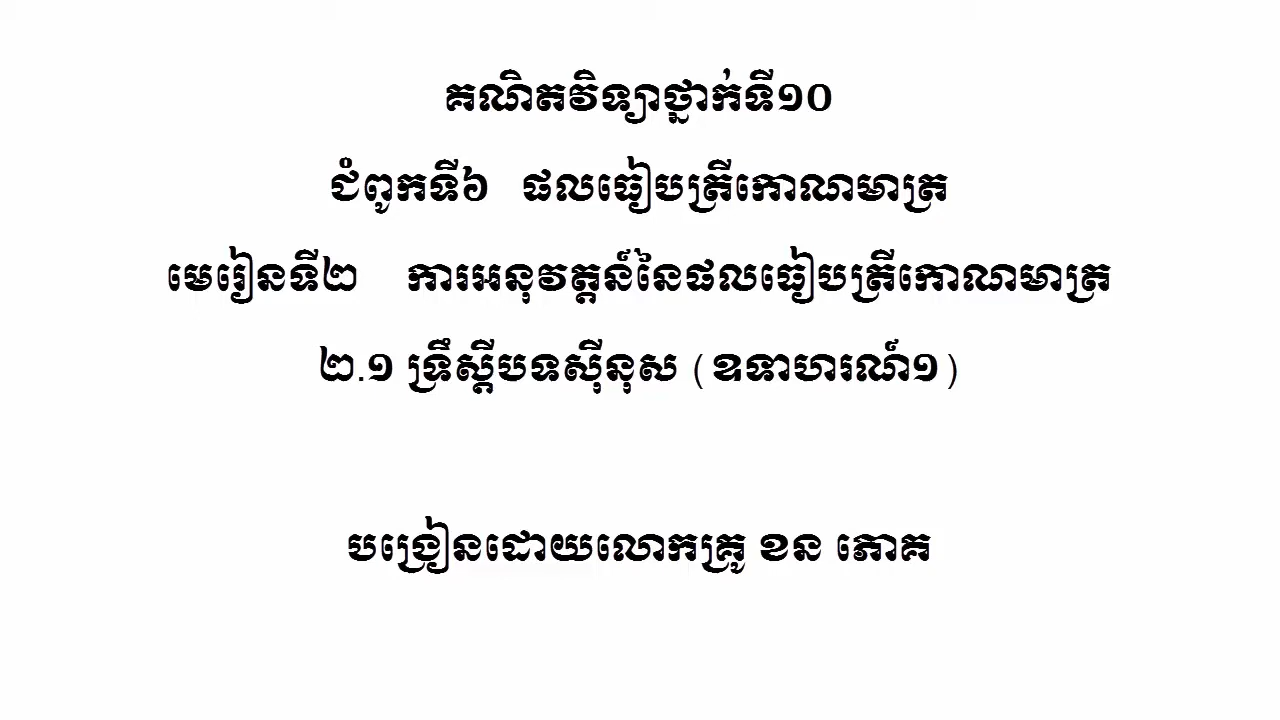 គណិតវិទ្យាថ្នាក់ទី១០
ជំពូកទី៦ ផលធៀបត្រីកោណមាត្រ
មេរៀនទី២ ការអនុវត្តន៍នៃផលធៀបត្រីកោណមាត្រ
២.១ ទ្រឹស្តីបទស៊ីនុស (ឧទាហរណ៍១)
បង្រៀនដោយលោកគ្រូ ខន ភោគ